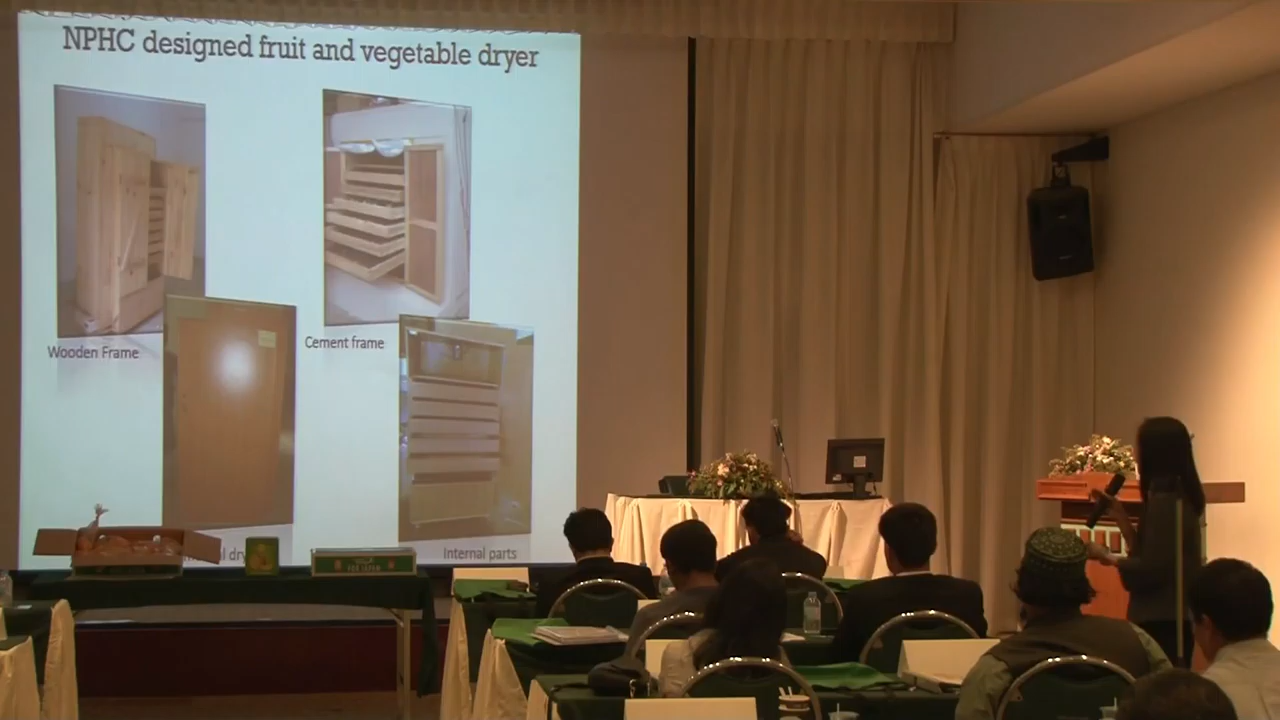 NPHC designed fruit and vegetable dryer
Wooden Frame
Cement frame
Internal parts